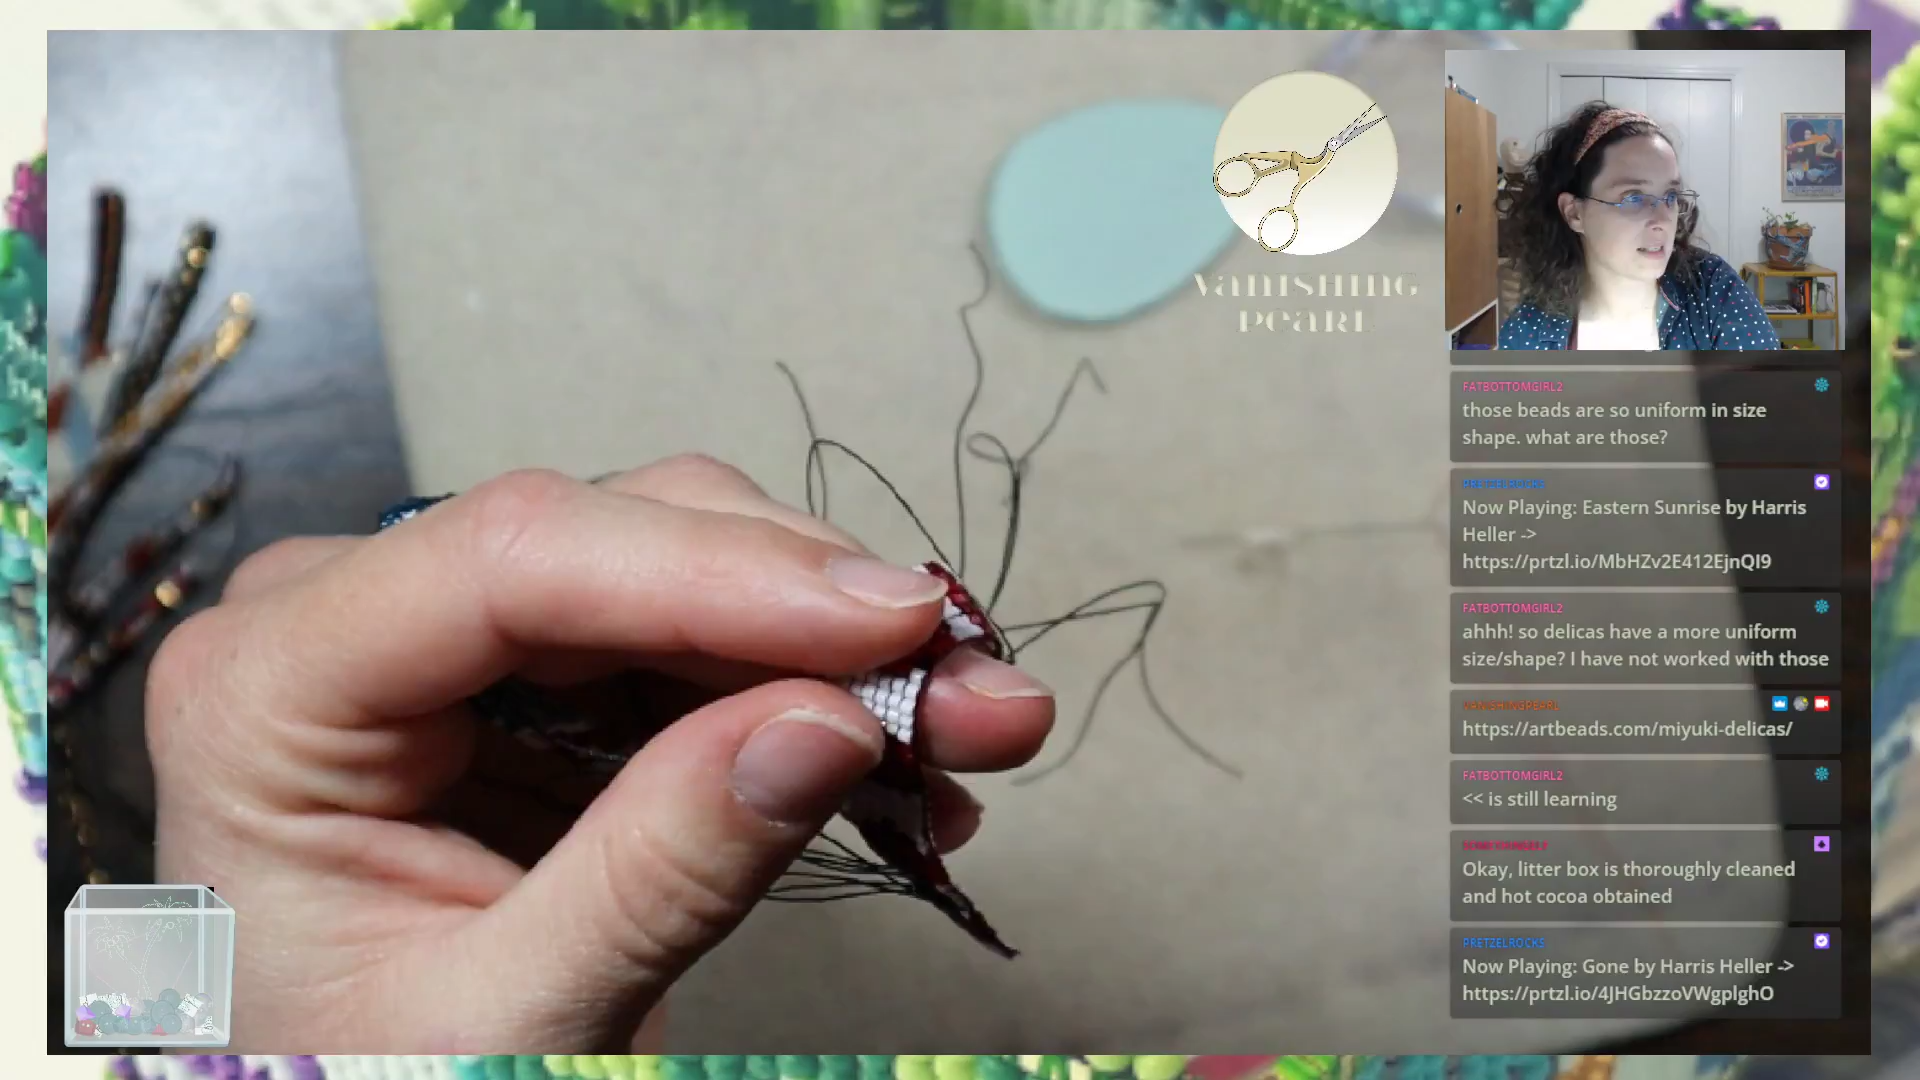 VANISHING
PEARL
FATBOTTOMGIRL2
those beads are so uniform in size
shape. what are those?
PRETZELROCKS
Now Playing: Eastern Sunrise by Harris
Heller ->
https://prtzl.io/MbHZv2E412EjnQI9
FATBOTTOMGIRL2
ahhh! so delicas have a more uniform
size/shape? I have not worked with those
VANISHINGPEARL
https://artbeads.com/miyuki-delicas/
FATBOTTOMGIRL2
<< is still learning
Okay, litter box is thoroughly cleaned
and hot cocoa obtained
PRETZELROCKS
Now Playing: Gone by Harris Heller ->
https://prtzl.io/4JHGbzzoVWgplghO